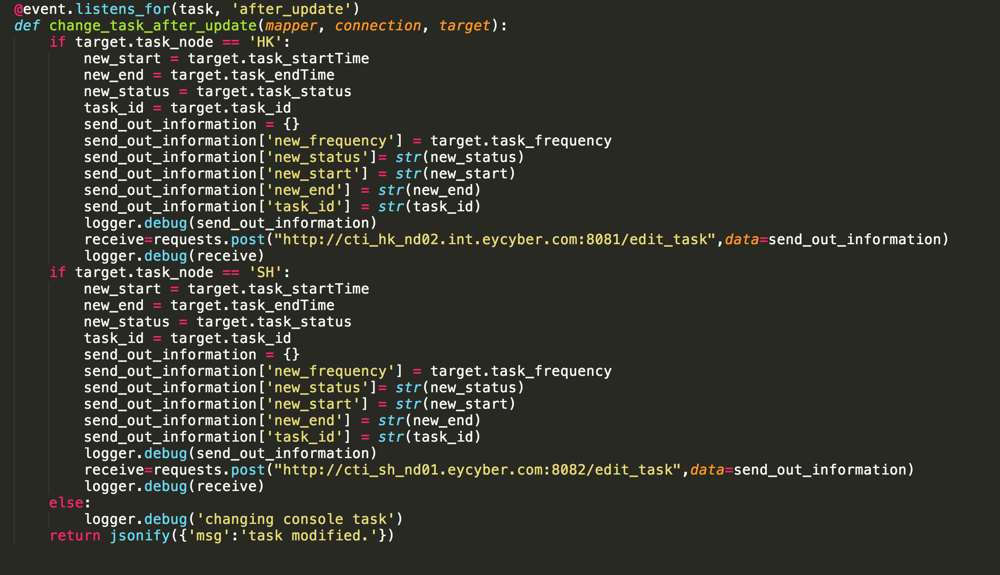 @event.listens_for(task, 'after_update')
def change_task_after_update(mapper, connection, target):
    if target.task_node == 'HK':
        new_start = target.task_startTime
        new_end = target.task_endTime
        new_status = target.task_status
        task_id = target.task_id
        send_out_information = {}
        send_out_information['new_frequency'] = target.task_frequency
        send_out_information['new_status']= str(new_status)
        send_out_information['new_start'] = str(new_start)
        send_out_information['new_end'] = str(new_end)
        send_out_information['task_id'] = str(task_id)
        logger.debug(send_out_information)
        receive=requests.post("http://cti_hk_nd02.int.eycyber.com:8081/edit_task",data=send_out_information)
        logger.debug(receive)
    if target.task_node == 'SH':
        new_start = target.task_startTime
        new_end = target.task_endTime
        new_status = target.task_status
        task_id = target.task_id
        send_out_information = {}
        send_out_information['new_frequency'] = target.task_frequency
        send_out_information['new_status']= str(new_status)
        send_out_information['new_start'] = str(new_start)
        send_out_information['new_end'] = str(new_end)
        send_out_information['task_id'] = str(task_id)
        logger.debug(send_out_information)
        receive=requests.post("http://cti_sh_nd01.eycyber.com:8082/edit_task",data=send_out_information)
        logger.debug(receive)
    else:
        logger.debug('changing console task')
    return jsonify({'msg':'task modified.'})